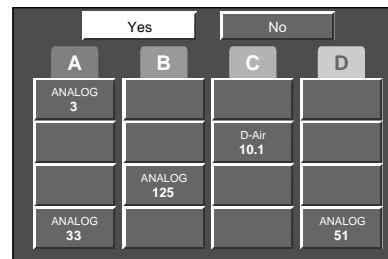 Yes No
A B C D
ANALOG
3
D-Air
10.1
ANALOG
125
ANALOG ANALOG
33 51